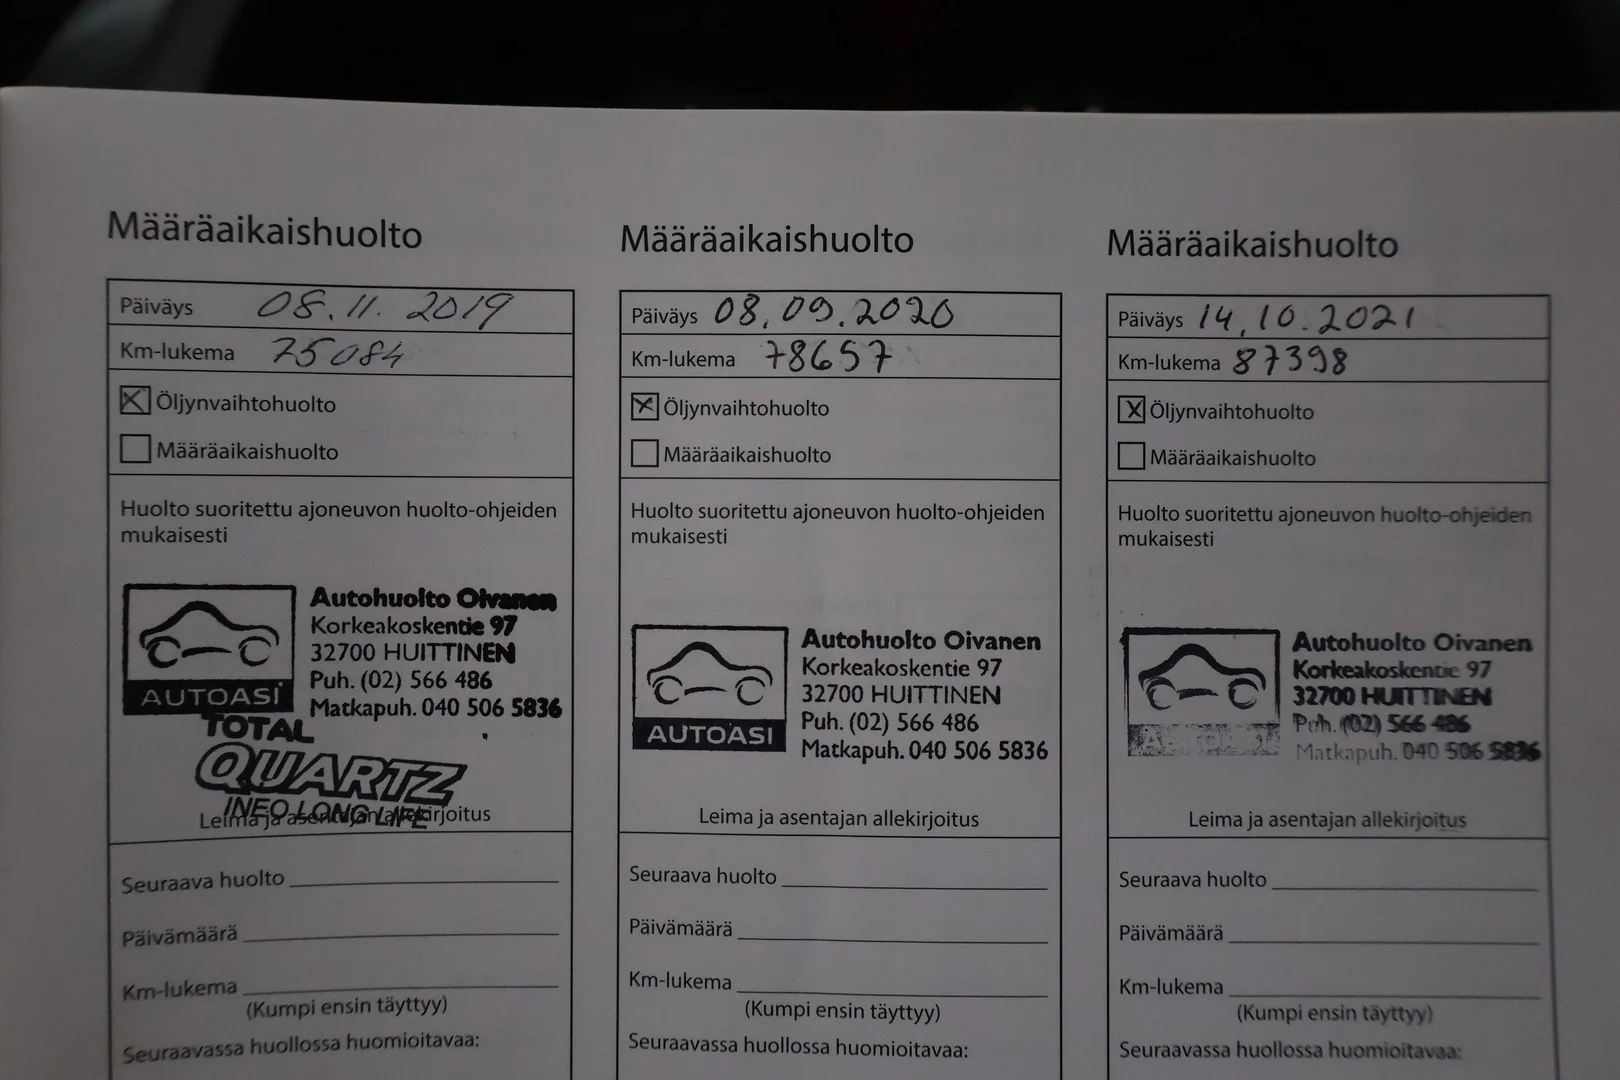 Määräaikaishuolto
Päiväys 08.11.2019
Km-lukema 75084
Öljynvaihtohuolto
Määräaikaishuolto
Huolto suoritettu ajoneuvon huolto-ohjeiden
mukaisesti
Autohuolto Oivanen
Korkeakoskentie 97
32700 HUITTINEN
Puh. (02) 566 486
Matkapuh. 040 506 5836
AUTOASI
TOTAL
QUARTZ
INEO LONG LIFE
Leima ja asentajan allekirjoitus
Seuraava huolto
Päivämäärä
Km-lukema
(Kumpi ensin täyttyy)
Seuraavassa huollossa huomioitavaa:
Määräaikaishuolto
Päiväys 08.09.2020
Km-lukema 78657
Öljynvaihtohuolto
Määräaikaishuolto
Huolto suoritettu ajoneuvon huolto-ohjeiden
mukaisesti
Autohuolto Oivanen
Korkeakoskentie 97
32700 HUITTINEN
Puh. (02) 566 486
Matkapuh. 040 506 5836
AUTOASI
Leima ja asentajan allekirjoitus
Seuraava huolto
Päivämäärä
Km-lukema
(Kumpi ensin täyttyy)
Seuraavassa huollossa huomioitavaa:
Määräaikaishuolto
Päiväys 14.10.2021
Km-lukema 87398
Öljynvaihtohuolto
Määräaikaishuolto
Huolto suoritettu ajoneuvon huolto-ohjeiden
mukaisesti
Autohuolto Oivanen
Korkeakoskentie 97
32700 HUITTINEN
Puh. (02) 566 486
Matkapuh. 040 506 5836
Leima ja asentajan allekirjoitus
Seuraava huolto
Päivämäärä
Km-lukema
(Kumpi ensin täyttyy)
Seuraavassa huollossa huomioitavaa: